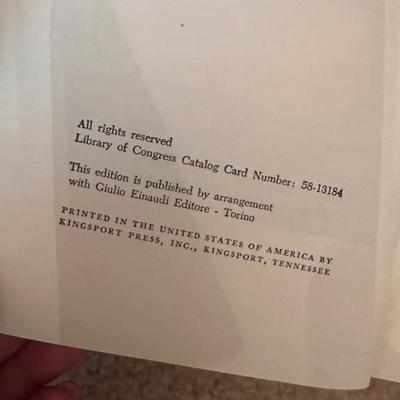 All rights reserved
Library of Congress Catalog Card Number: 58-13184
This edition is published by arrangement
with Giulio Einaudi Editore - Torino
PRINTED IN THE UNITED STATES OF AMERICA BY
KINGSPORT PRESS, INC., KINGSPORT, TENNESSEE